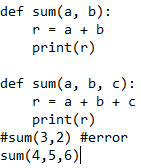 def sum(a, b):
    r = a + b
    print(r)

def sum(a, b, c):
    r = a + b + c
    print(r)
#sum(3,2) #error
sum(4,5,6)